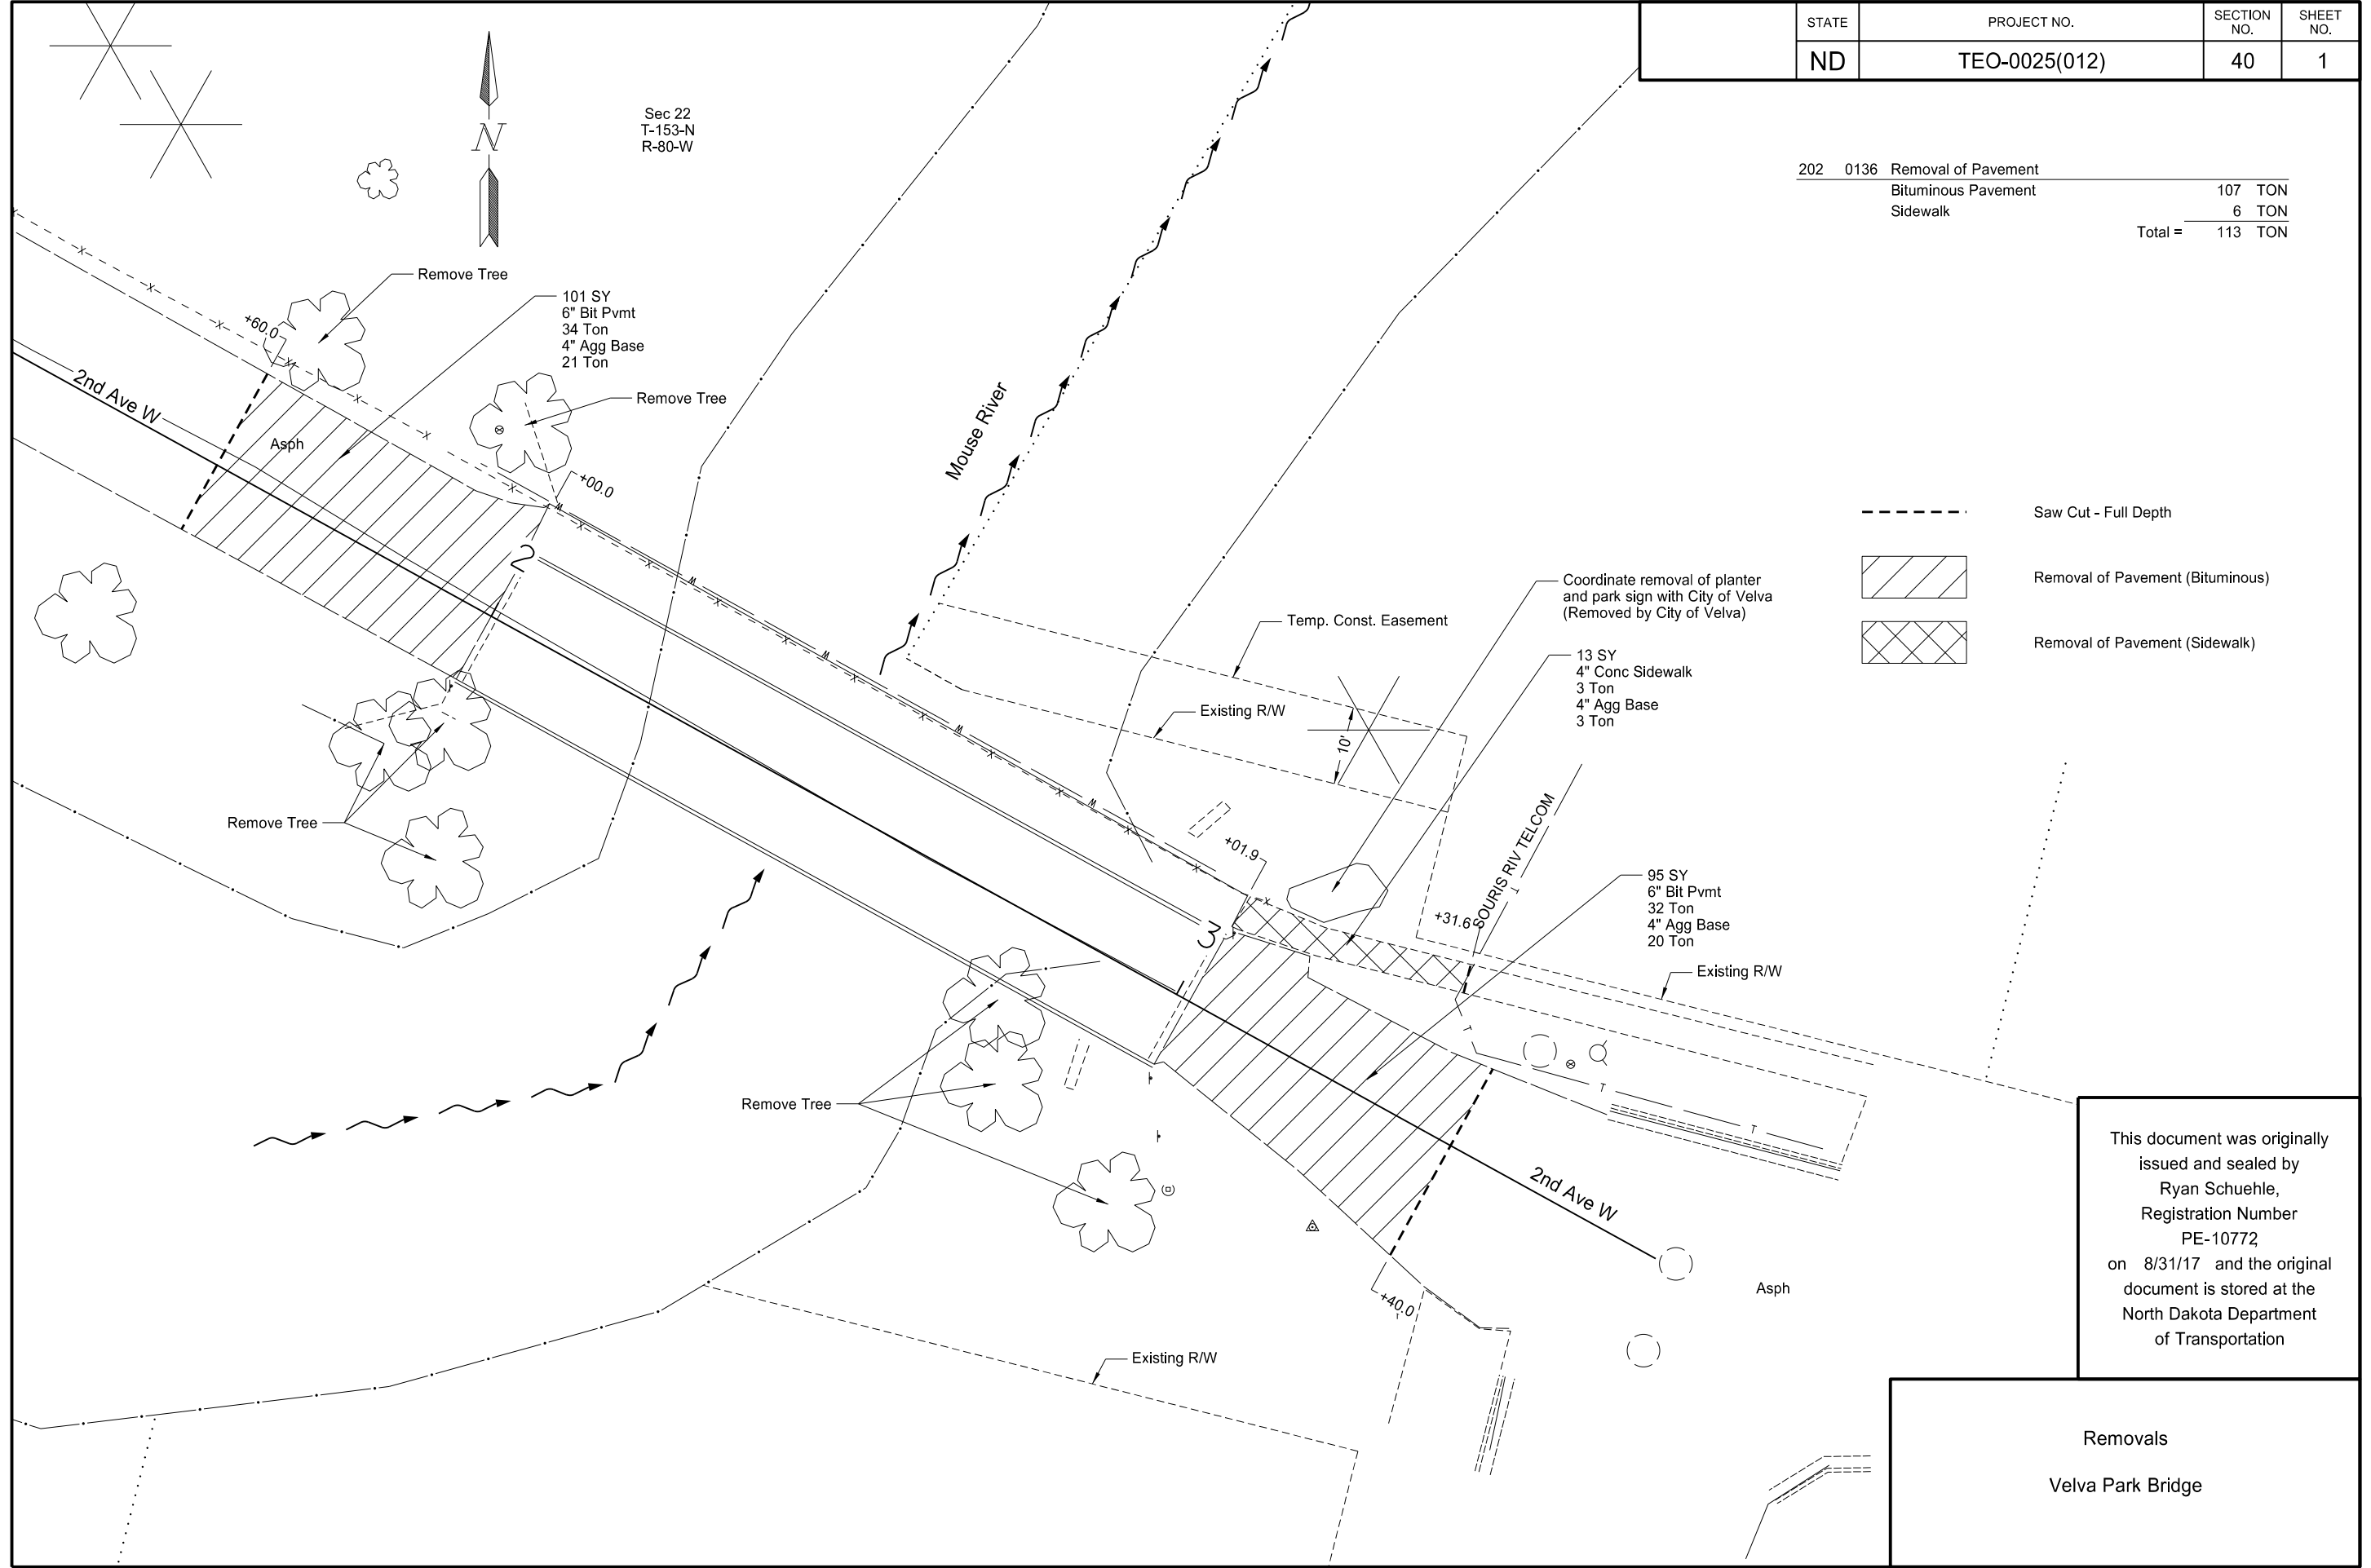 STATE
PROJECT NO.
SECTION
NO.
SHEET
NO.
ND
TEO-0025(012)
40
1
N
Sec 22
T-153-N
R-80-W
202 0136 Removal of Pavement
Bituminous Pavement 107 TON
Sidewalk 6 TON
Total = 113 TON
Remove Tree
101 SY
6" Bit Pvmt
34 Ton
4" Agg Base
21 Ton
+60.0
2nd Ave W
Asph
Remove Tree
+00.0
2
Mouse River
Saw Cut - Full Depth
Removal of Pavement (Bituminous)
Removal of Pavement (Sidewalk)
Coordinate removal of planter
and park sign with City of Velva
(Removed by City of Velva)
Temp. Const. Easement
13 SY
4" Conc Sidewalk
3 Ton
4" Agg Base
3 Ton
Existing R/W
10'
Remove Tree
+01.9
SOURIS RIV TELCOM
+31.6
3
95 SY
6" Bit Pvmt
32 Ton
4" Agg Base
20 Ton
Existing R/W
Remove Tree
2nd Ave W
Asph
+40.0
Existing R/W
This document was originally
issued and sealed by
Ryan Schuehle,
Registration Number
PE-10772,
on 8/31/17 and the original
document is stored at the
North Dakota Department
of Transportation
Removals
Velva Park Bridge